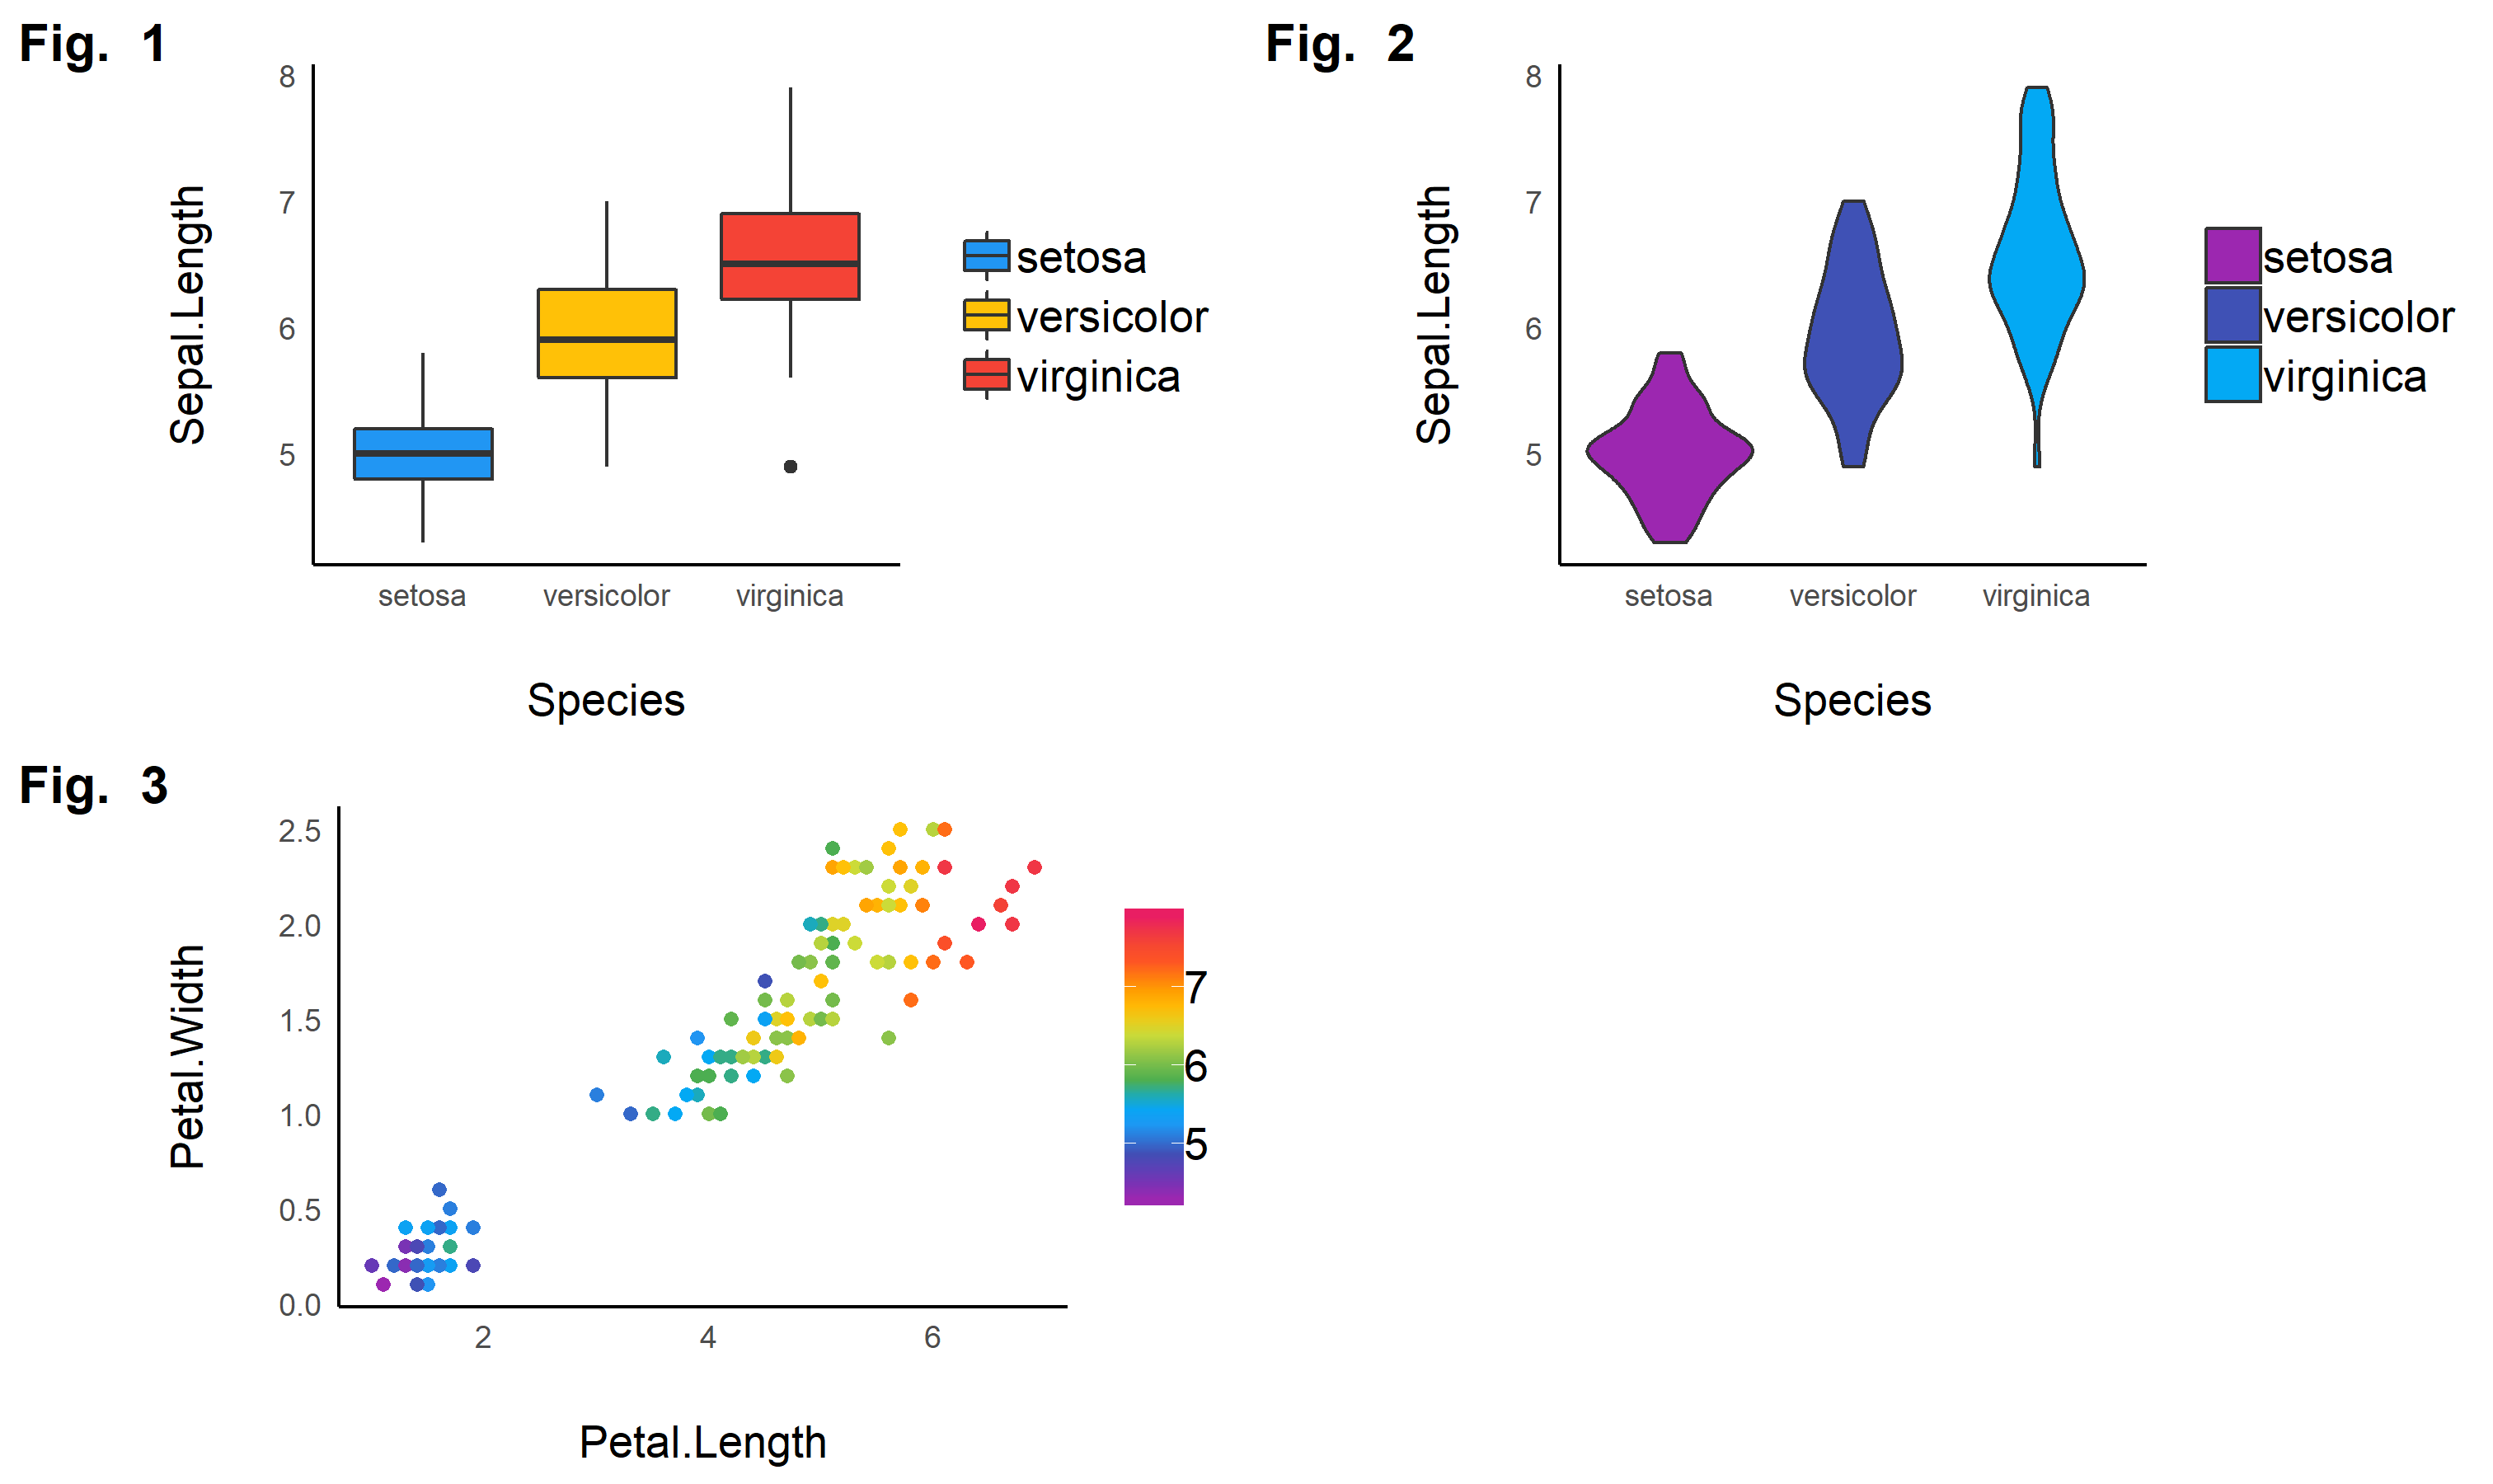 Fig. 1
8
7
6
5
Sepal.Length
setosa
versicolor
virginica
Species
setosa
versicolor
virginica
Fig. 2
8
7
6
5
Sepal.Length
setosa
versicolor
virginica
Species
setosa
versicolor
virginica
Fig. 3
2.5
2.0
1.5
1.0
0.5
0.0
Petal.Width
2 4 6
Petal.Length
7
6
5